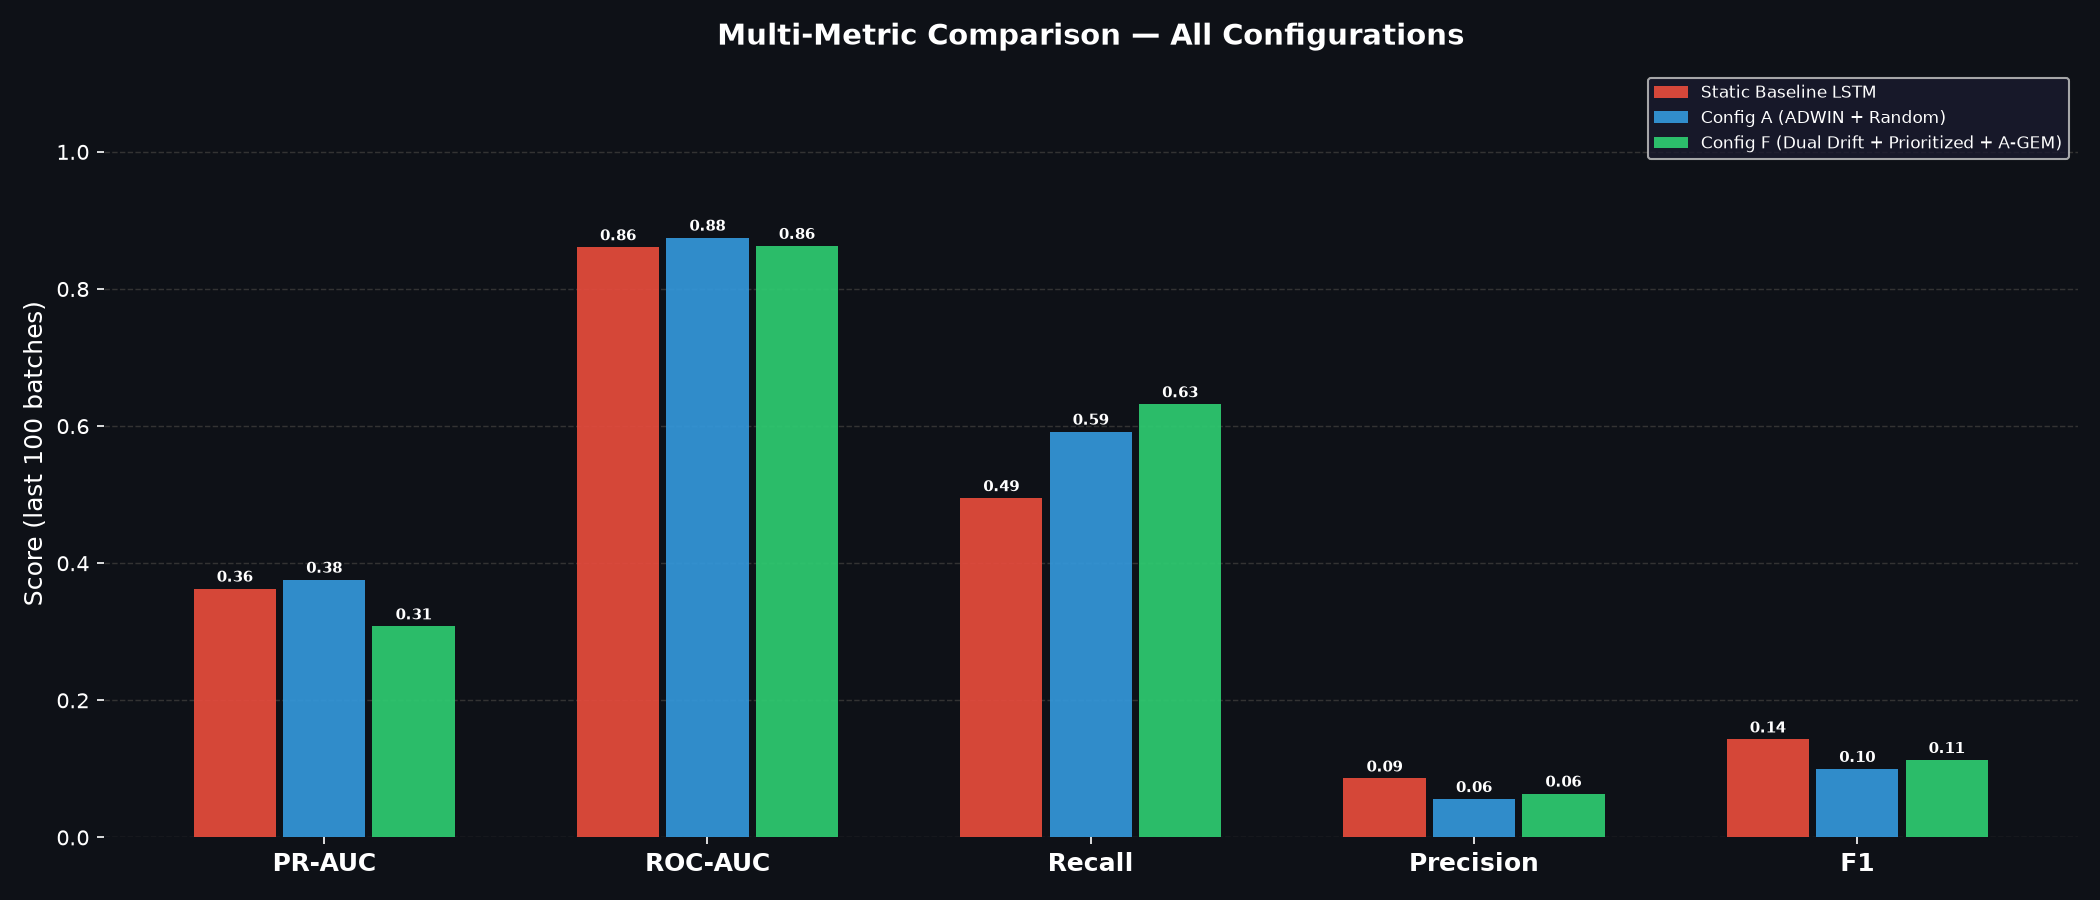 Multi-Metric Comparison — All Configurations
Static Baseline LSTM
Config A (ADWIN + Random)
Config F (Dual Drift + Prioritized + A-GEM)
Score (last 100 batches)
1.0
0.8
0.6
0.4
0.2
0.0
0.36
0.38
0.31
0.86
0.88
0.86
0.49
0.59
0.63
0.09
0.06
0.06
0.14
0.10
0.11
PR-AUC
ROC-AUC
Recall
Precision
F1